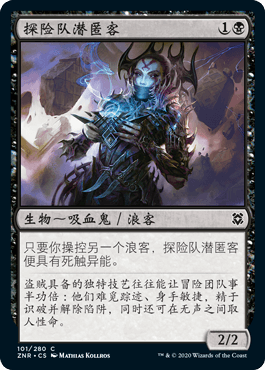 探险队潜匿客 1
生物～吸血鬼／浪客
只要你操控另一个浪客，探险队潜匿客
便具有死触异能。
盗贼具备的独特技艺往往能让冒险团队事
半功倍：他们难觅踪迹、身手敏捷，精于
识破并解除陷阱，同时还可在无声之间取
人性命。
2/2
101/280 C
ZNR • CS Mathias Kollros
™ & © 2020 Wizards of the Coast